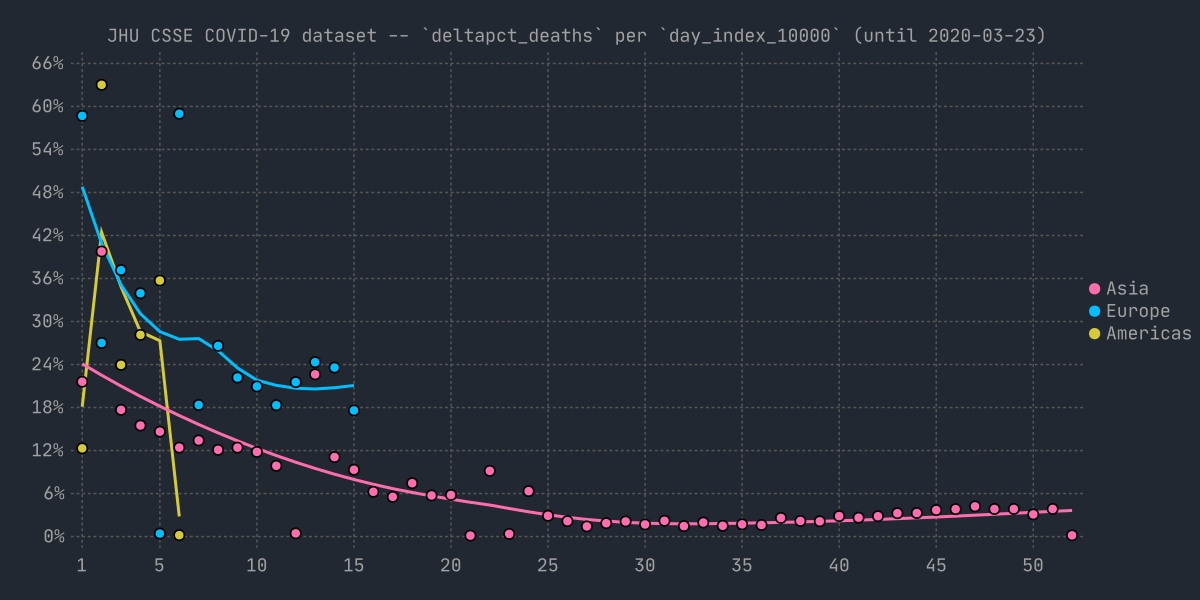 JHU CSSE COVID-19 dataset -- `deltapct_deaths` per `day_index_10000` (until 2020-03-23)
66%
60%
54%
48%
42%
36%
30%
24%
18%
12%
6%
0%
1 5 10 15 20 25 30 35 40 45 50
Asia
Europe
Americas